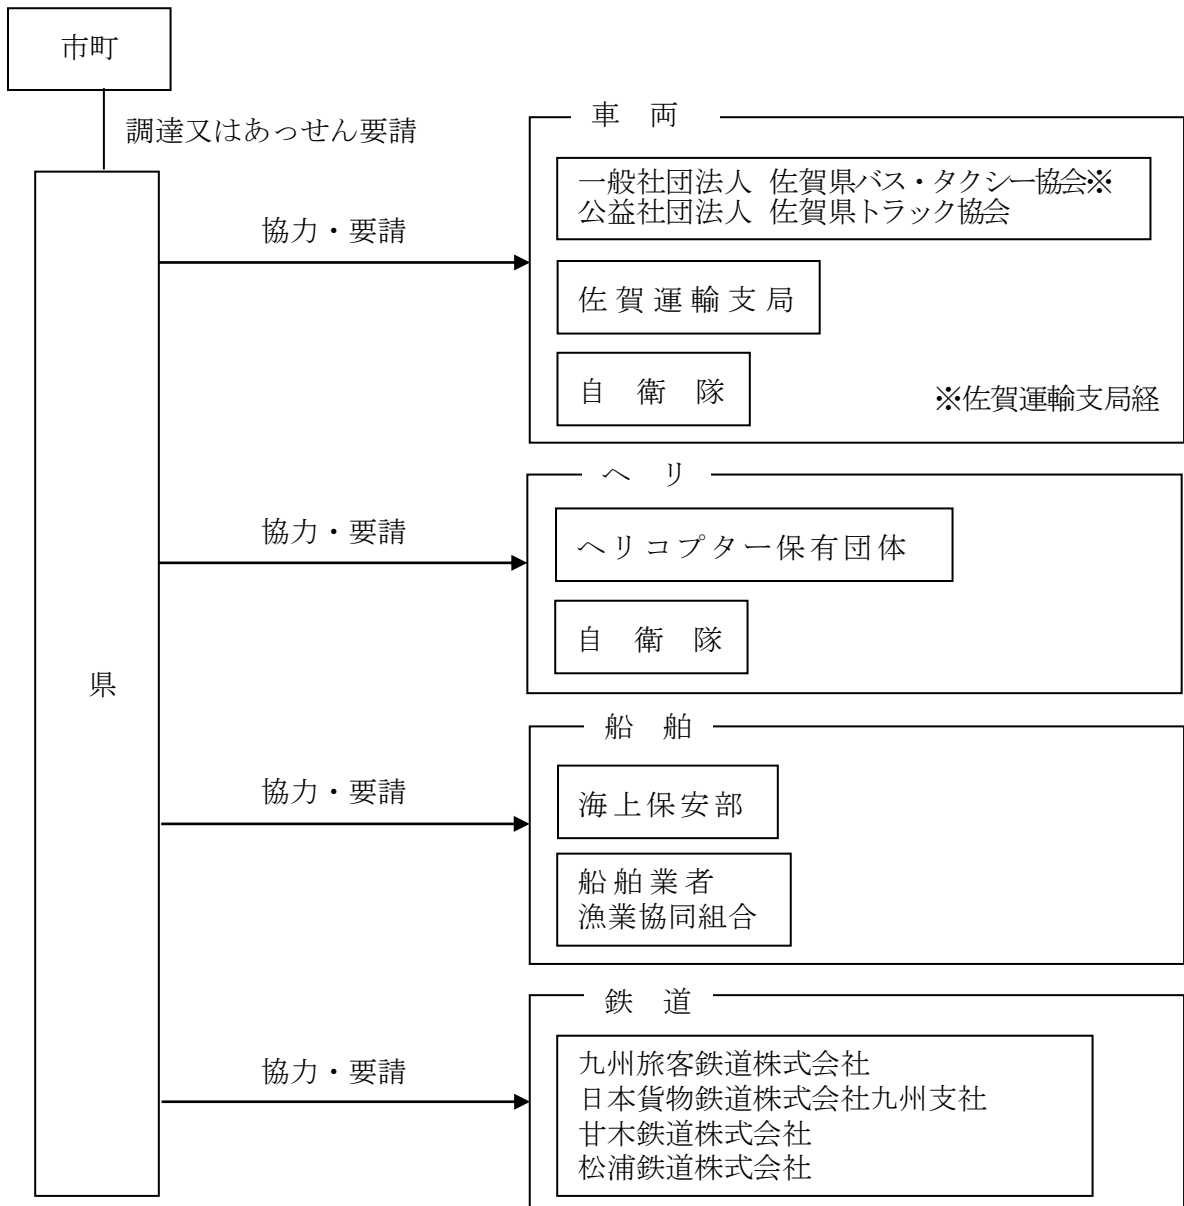 市町
調達又はあっせん要請
県
協力・要請
車 両
一般社団法人 佐賀県バス・タクシー協会※
公益社団法人 佐賀県トラック協会
佐賀運輸支局
自 衛 隊
※佐賀運輸支局経
協力・要請
ヘ リ
ヘリコプター保有団体
自 衛 隊
協力・要請
船 舶
海上保安部
船舶業者
漁業協同組合
協力・要請
鉄 道
九州旅客鉄道株式会社
日本貨物鉄道株式会社九州支社
甘木鉄道株式会社
松浦鉄道株式会社